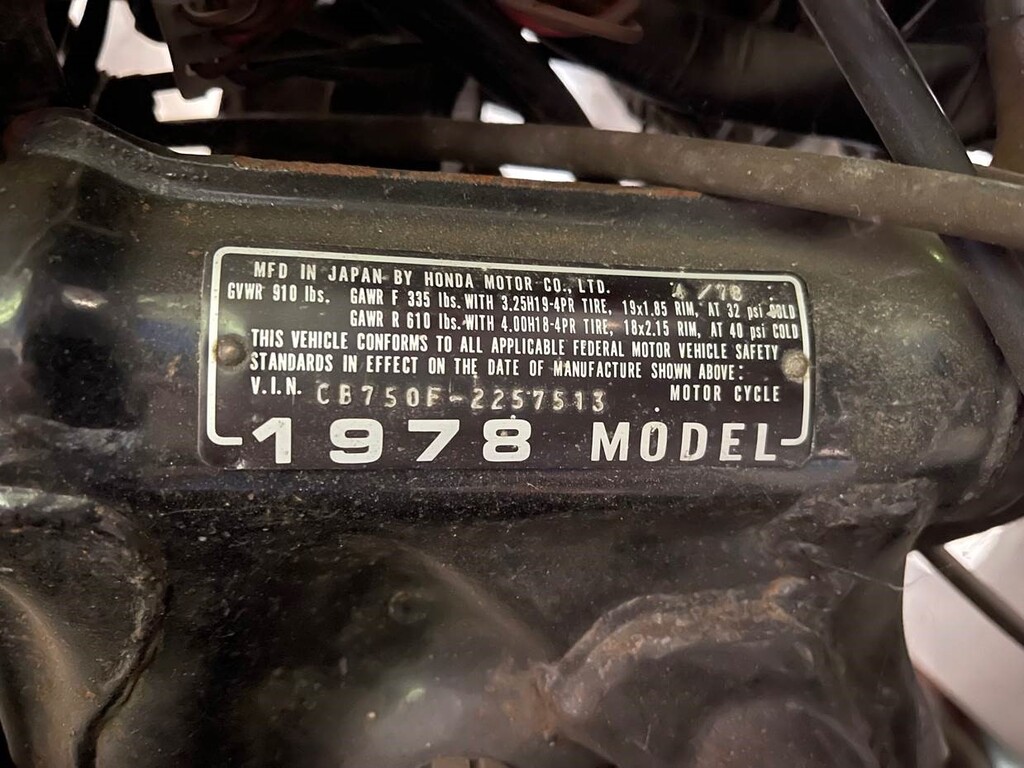 MFD IN JAPAN BY HONDA MOTOR CO., LTD. 4/78
GVWR 910 lbs. GAWR F 335 lbs. WITH 3.25H19-4PR TIRE, 19x1.85 RIM, AT 32 psi COLD
GAWR R 610 lbs. WITH 4.00H18-4PR TIRE, 18x2.15 RIM, AT 40 psi COLD
THIS VEHICLE CONFORMS TO ALL APPLICABLE FEDERAL MOTOR VEHICLE SAFETY
STANDARDS IN EFFECT ON THE DATE OF MANUFACTURE SHOWN ABOVE:
V.I.N. CB750F-2257513 MOTOR CYCLE
1978 MODEL